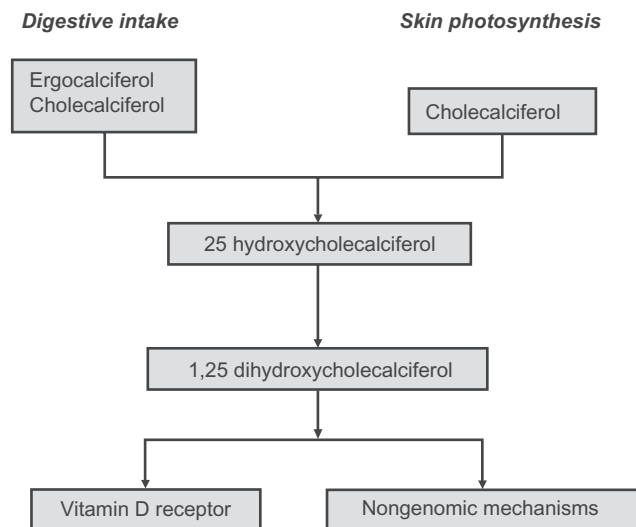 Digestive intake
Skin photosynthesis
Ergocalciferol
Cholecalciferol
Cholecalciferol
25 hydroxycholecalciferol
1,25 dihydroxycholecalciferol
Vitamin D receptor
Nongenomic mechanisms